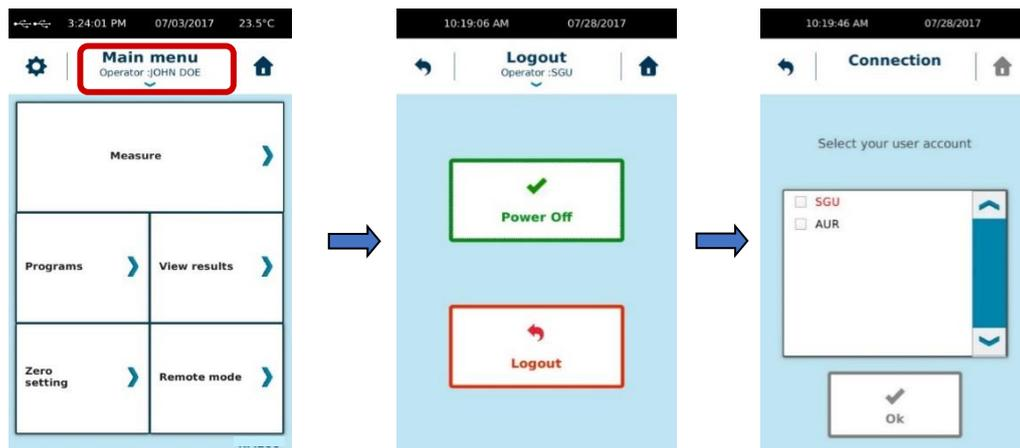 3:24:01 PM 07/03/2017 23.5°C
Main menu
Operator :JOHN DOE
Measure
Programs
View results
Zero
setting
Remote mode
10:19:06 AM 07/28/2017
Logout
Operator :SGU
Power Off
Logout
10:19:46 AM 07/28/2017
Connection
Select your user account
SGU
AUR
Ok